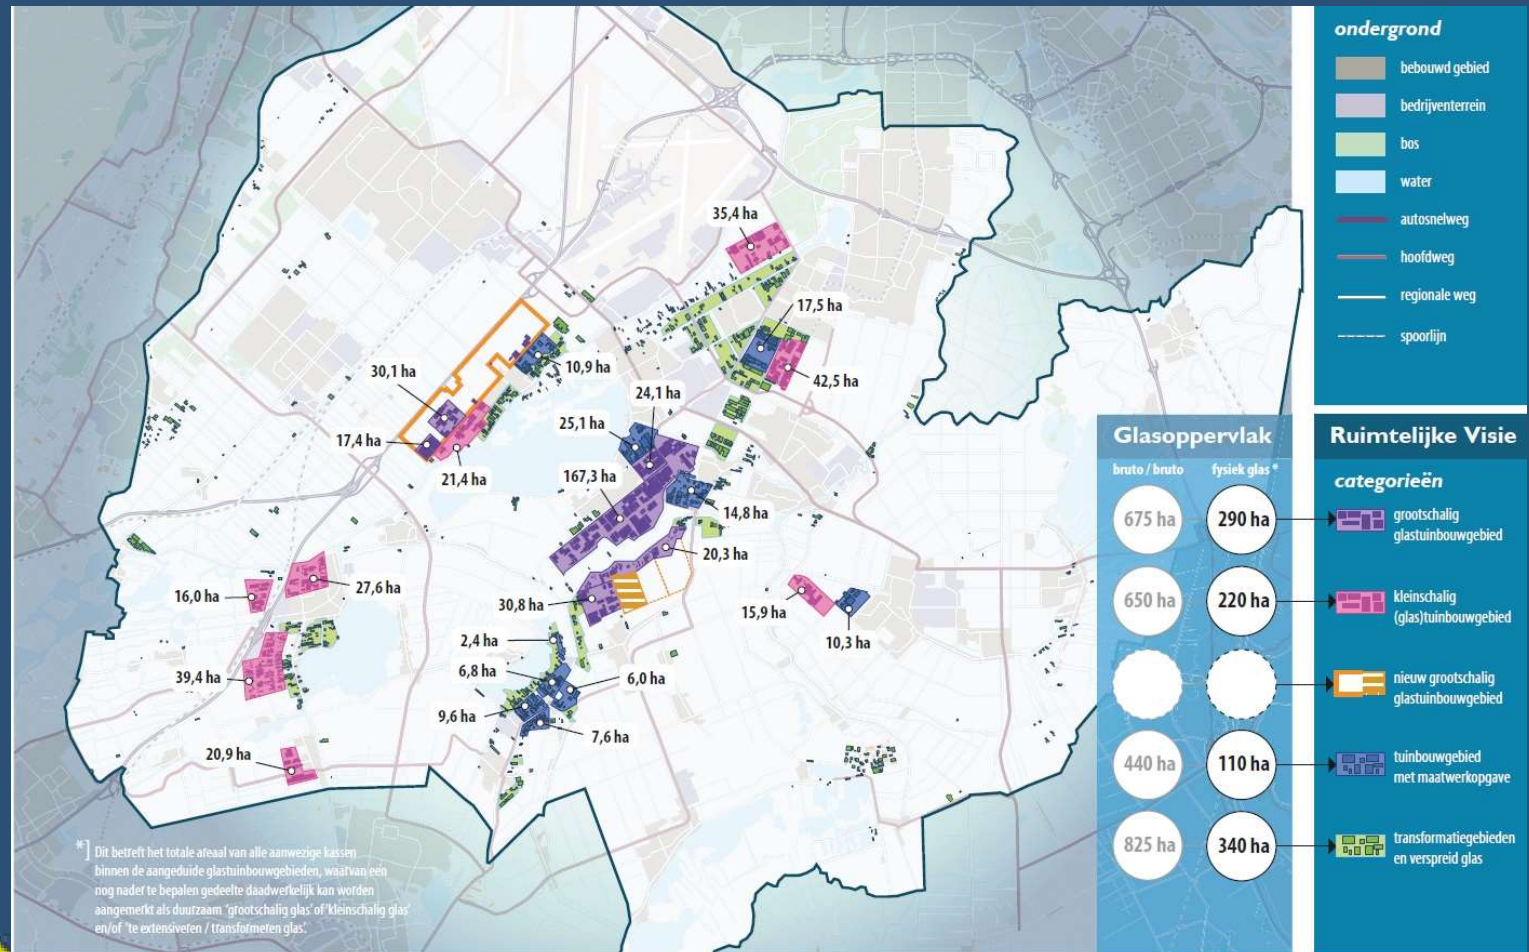 35,4 ha
17,5 ha
42,5 ha
10,9 ha
30,1 ha
24,1 ha
25,1 ha
17,4 ha
21,4 ha
167,3 ha
14,8 ha
20,3 ha
16,0 ha
27,6 ha
30,8 ha
15,9 ha
10,3 ha
2,4 ha
6,8 ha
6,0 ha
39,4 ha
9,6 ha
7,6 ha
20,9 ha
*] Dit betreft het totale areaal van alle aanwezige kassen
binnen de aangeduide glastuinbouwgebieden, waarvan een
nog nader te bepalen gedeelte daadwerkelijk kan worden
aangemerkt als duurzaam 'grootschalig glas' of 'kleinschalig glas'
en/of 'te extensiveren / transformeren glas'.
ondergrond
bebouwd gebied
bedrijventerrein
bos
water
autosnelweg
hoofdweg
regionale weg
spoorlijn
Glasoppervlak
bruto / bruto fysiek glas *
675 ha 290 ha
650 ha 220 ha
440 ha 110 ha
825 ha 340 ha
Ruimtelijke Visie
categorieën
grootschalig
glastuinbouwgebied
kleinschalig
(glas)tuinbouwgebied
nieuw grootschalig
glastuinbouwgebied
tuinbouwgebied
met maatwerkopgave
transformatiegebieden
en verspreid glas